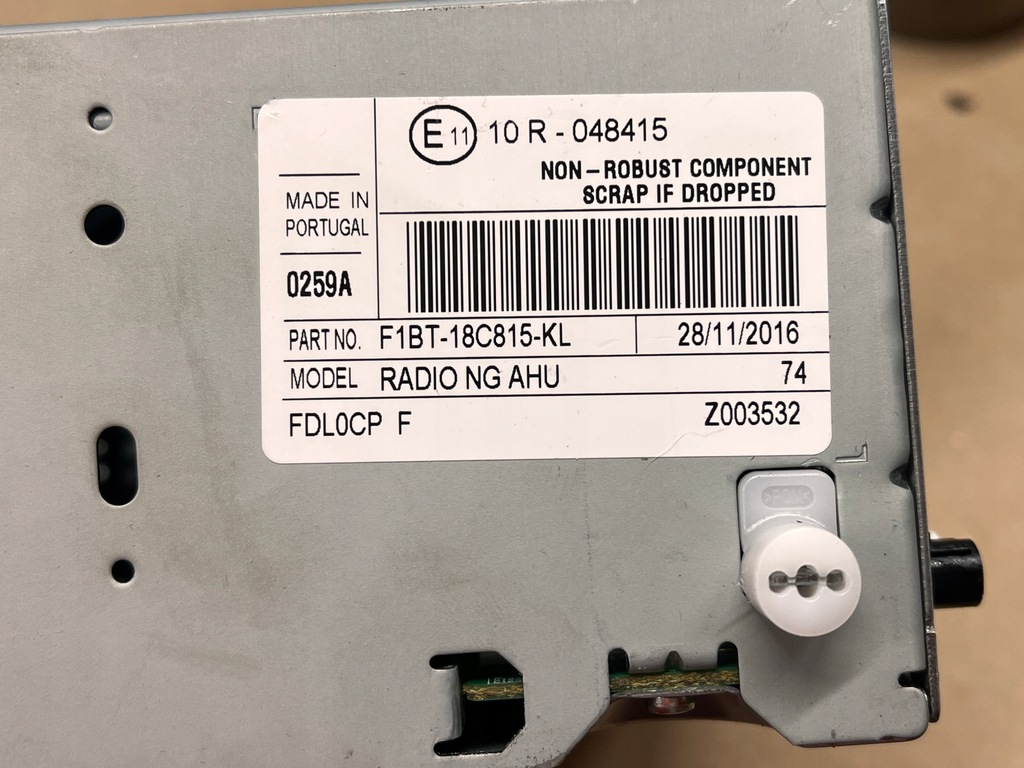 E 11 10 R - 048415
NON-ROBUST COMPONENT
SCRAP IF DROPPED
MADE IN
PORTUGAL
0259A
PART NO. F1BT-18C815-KL 28/11/2016
MODEL RADIO NG AHU 74
FDL0CP F Z003532